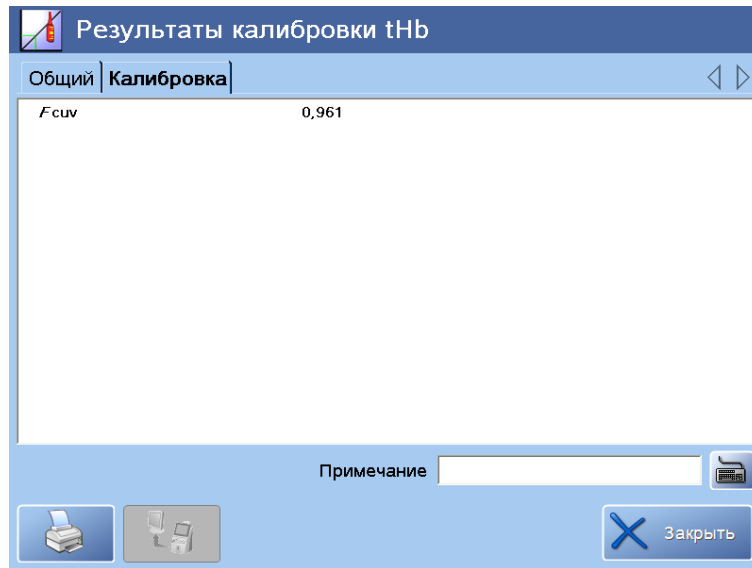 Результаты калибровки tHb
Общий Калибровка
Fcuv 0,961
Примечание
Закрыть